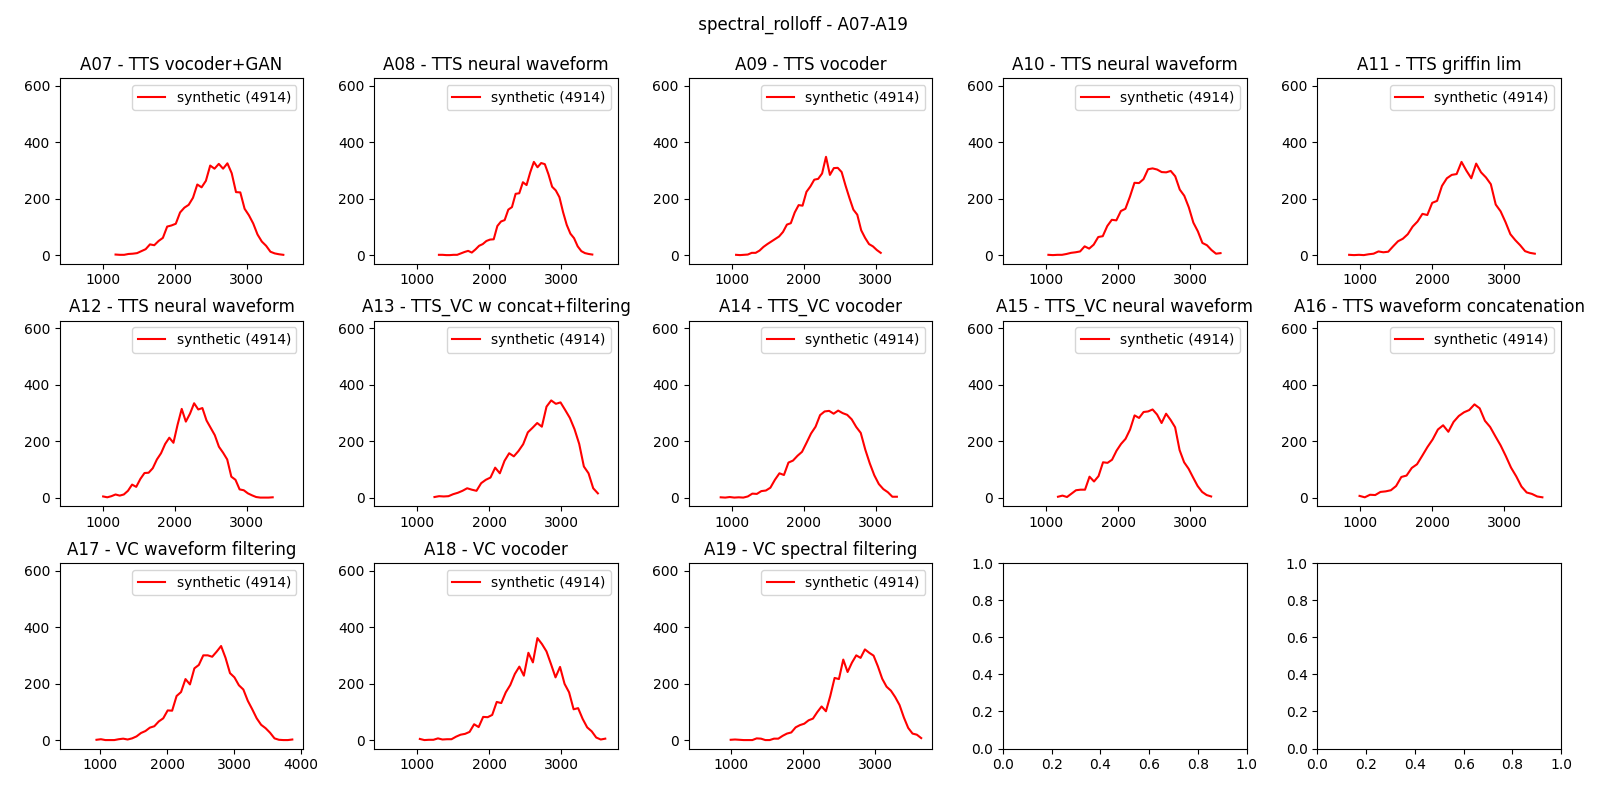 spectral_rolloff - A07-A19
A07 - TTS vocoder+GAN
A08 - TTS neural waveform
A09 - TTS vocoder
A10 - TTS neural waveform
A11 - TTS griffin lim
600
400
200
0
synthetic (4914)
1000 2000 3000
600
400
200
0
synthetic (4914)
1000 2000 3000
600
400
200
0
synthetic (4914)
1000 2000 3000
600
400
200
0
synthetic (4914)
1000 2000 3000
600
400
200
0
synthetic (4914)
1000 2000 3000
A12 - TTS neural waveform
A13 - TTS_VC w concat+filtering
A14 - TTS_VC vocoder
A15 - TTS_VC neural waveform
A16 - TTS waveform concatenation
600
400
200
0
synthetic (4914)
1000 2000 3000
600
400
200
0
synthetic (4914)
1000 2000 3000
600
400
200
0
synthetic (4914)
1000 2000 3000
600
400
200
0
synthetic (4914)
1000 2000 3000
600
400
200
0
synthetic (4914)
1000 2000 3000
A17 - VC waveform filtering
A18 - VC vocoder
A19 - VC spectral filtering
600
400
200
0
synthetic (4914)
1000 2000 3000 4000
600
400
200
0
synthetic (4914)
1000 2000 3000
600
400
200
0
synthetic (4914)
1000 2000 3000
1.0
0.8
0.6
0.4
0.2
0.0
0.0 0.2 0.4 0.6 0.8 1.0
1.0
0.8
0.6
0.4
0.2
0.0
0.0 0.2 0.4 0.6 0.8 1.0